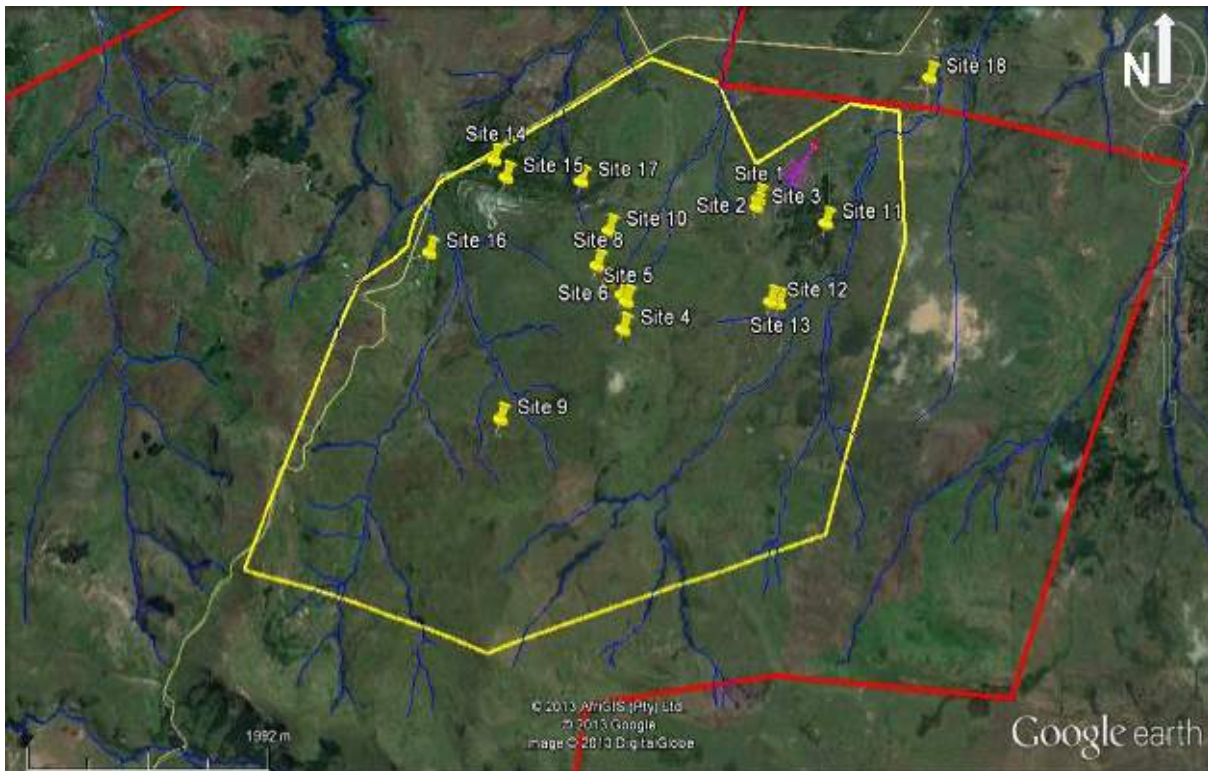 N
Site 18
Site 14
Site 15
Site 17
Site 1
Site 3
Site 2
Site 10
Site 11
Site 8
Site 16
Site 5
Site 6
Site 12
Site 4
Site 13
Site 9
© 2013 AfriGIS (Pty) Ltd.
© 2013 Google
Image © 2013 DigitalGlobe
1992 m
Google earth